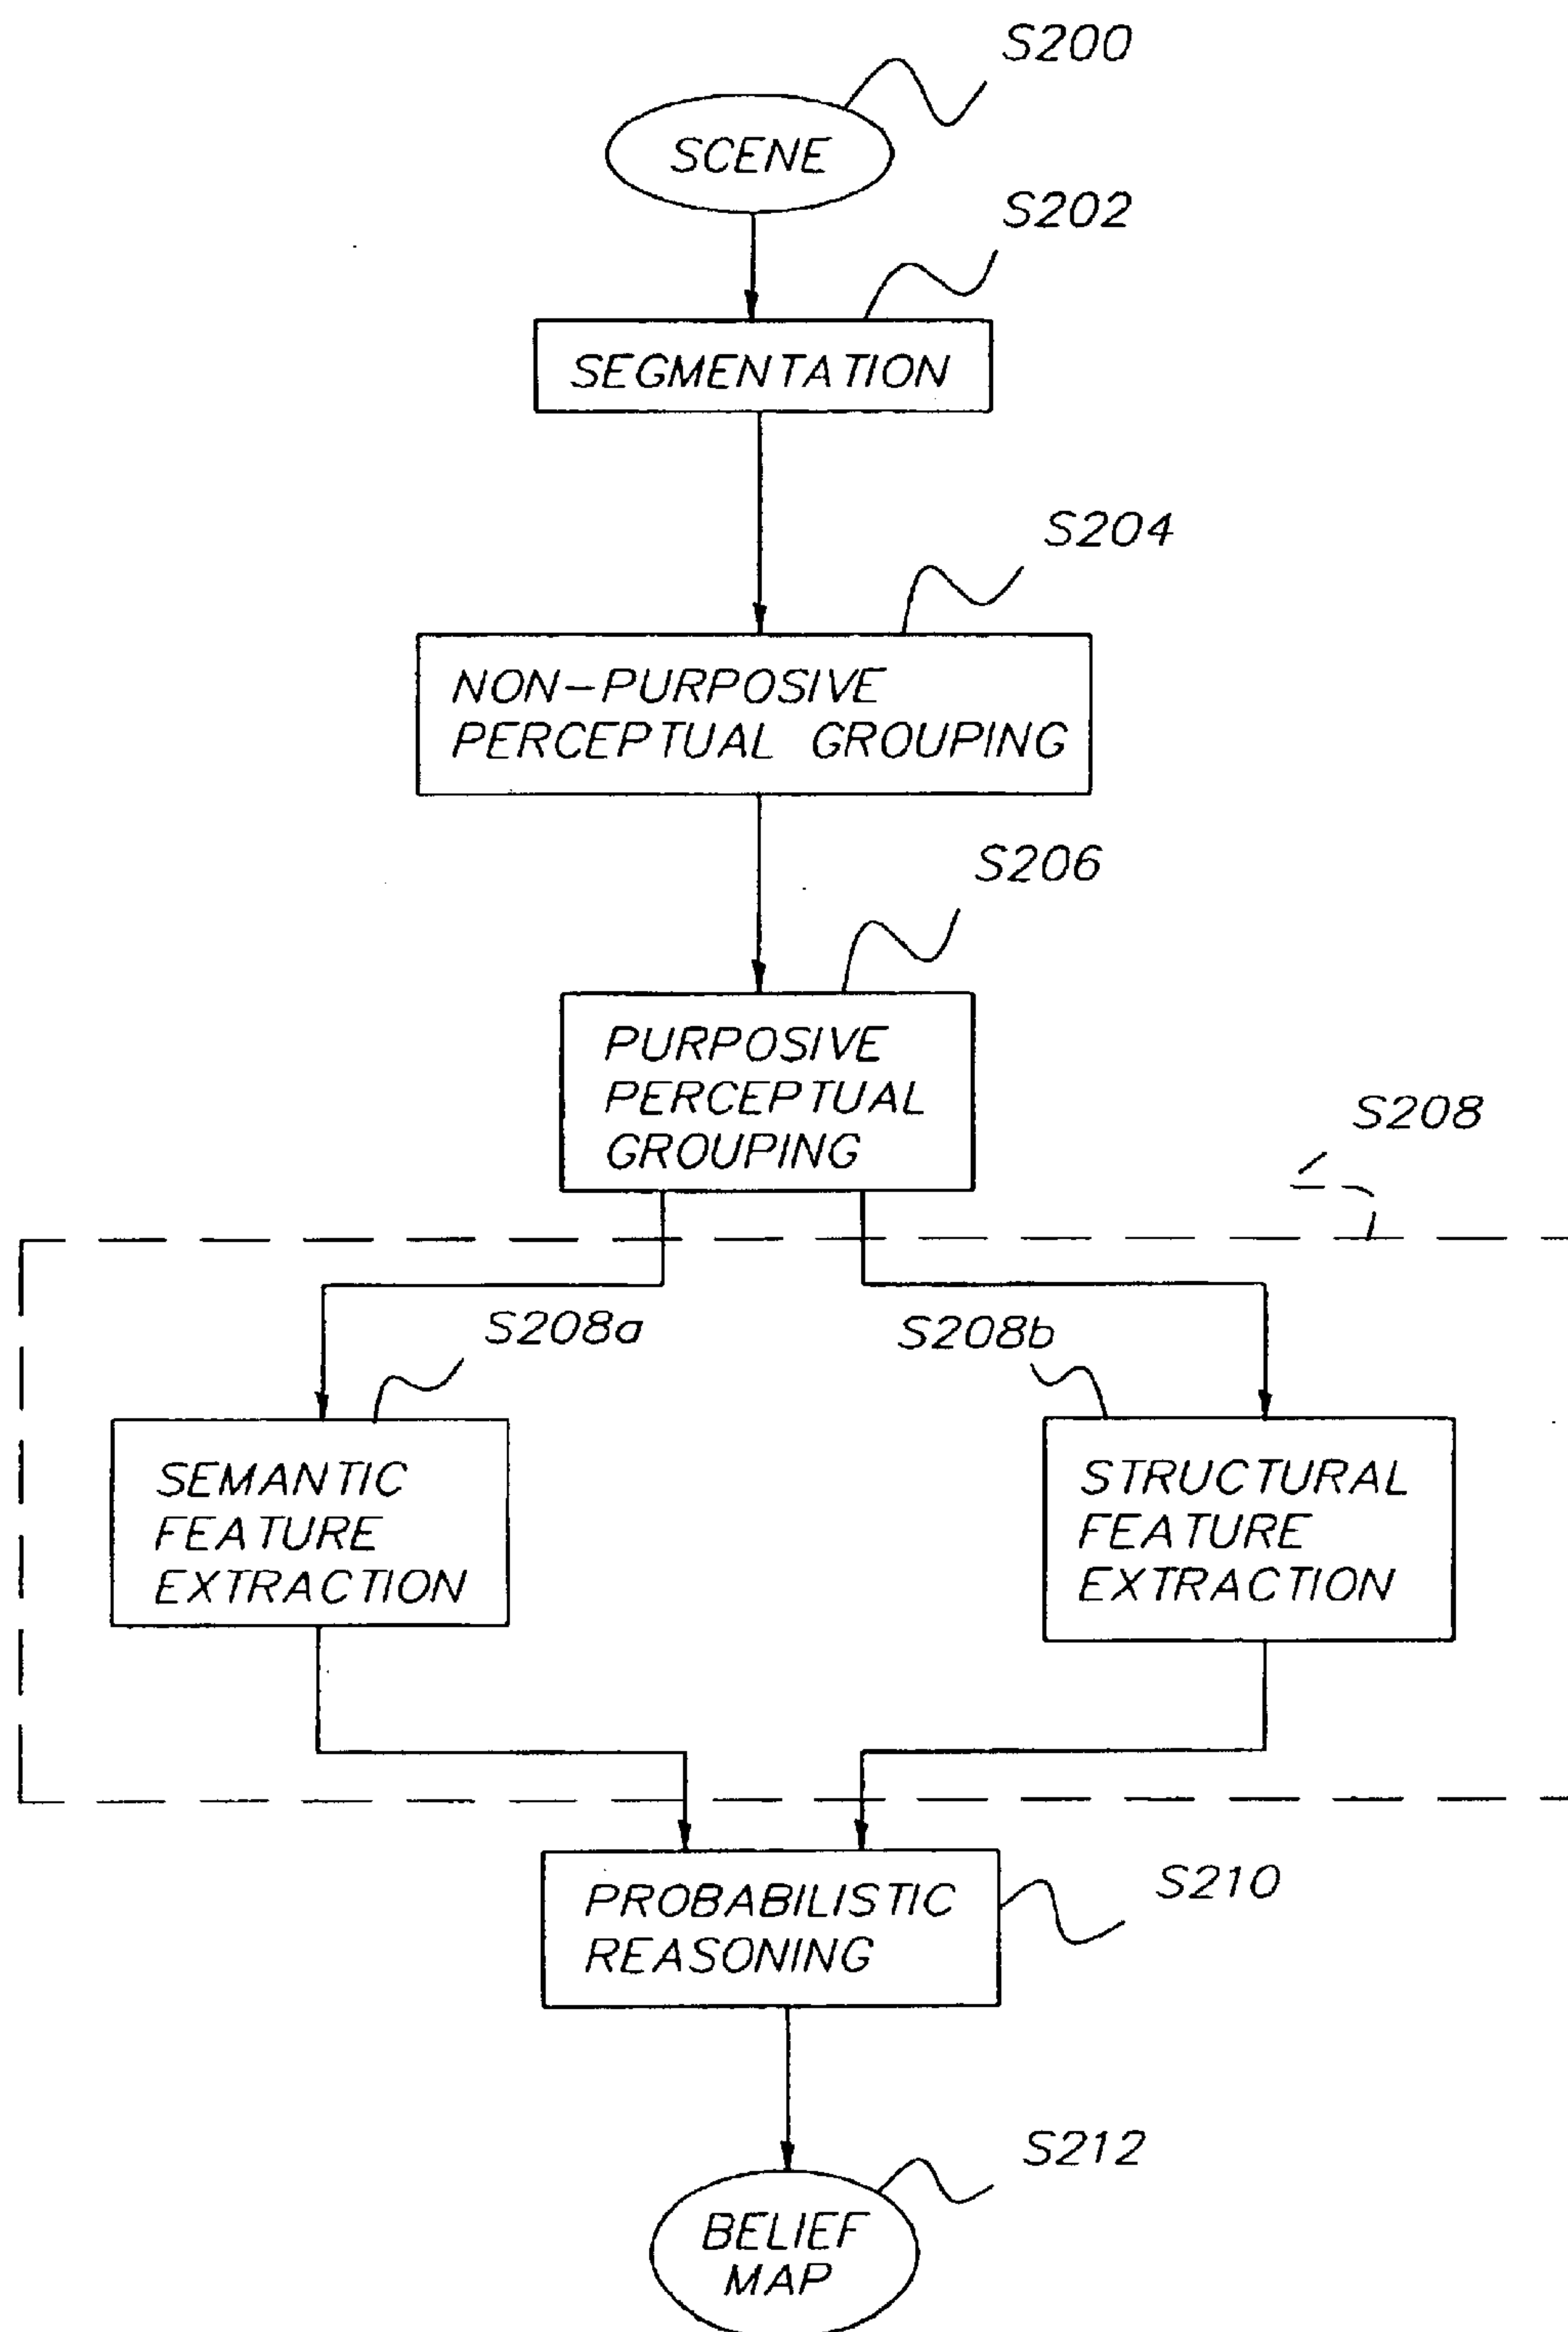 S200
SCENE
S202
SEGMENTATION
S204
NON-PURPOSIVE
PERCEPTUAL GROUPING
S206
PURPOSIVE
PERCEPTUAL
GROUPING
S208
S208a
S208b
SEMANTIC
FEATURE
EXTRACTION
STRUCTURAL
FEATURE
EXTRACTION
S210
PROBABILISTIC
REASONING
S212
BELIEF
MAP